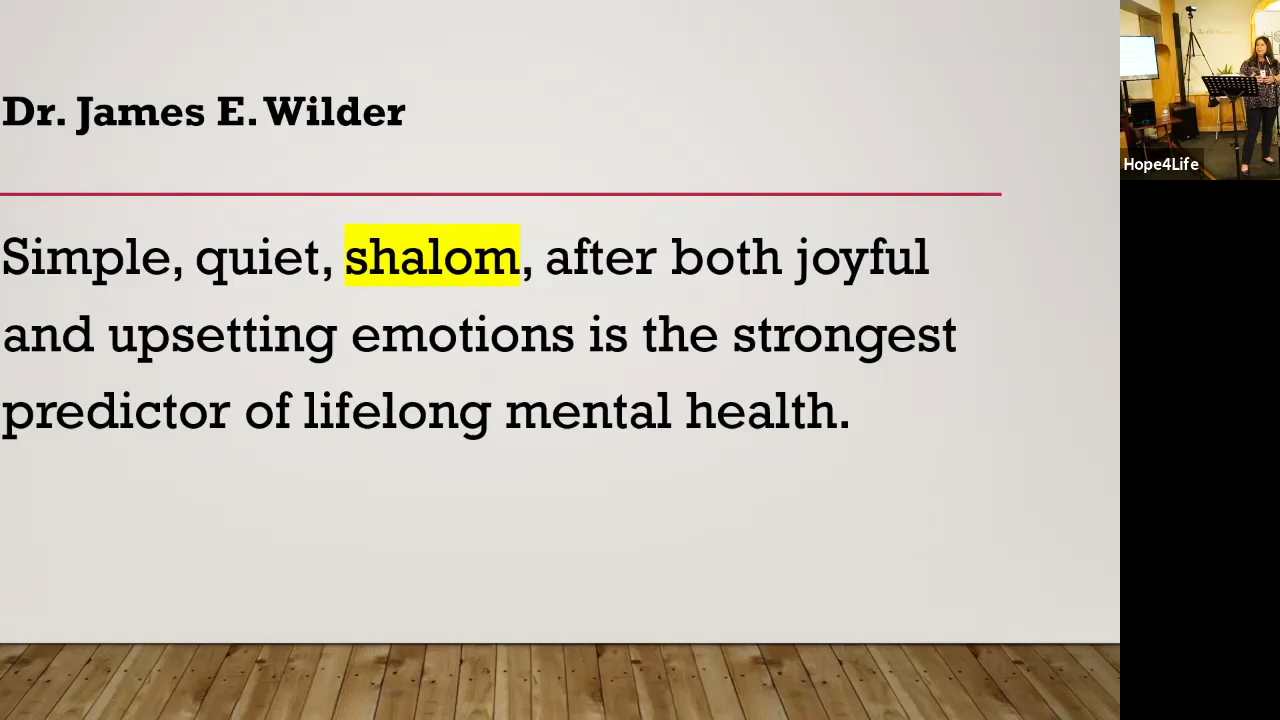 Dr. James E. Wilder
Simple, quiet, shalom, after both joyful
and upsetting emotions is the strongest
predictor of lifelong mental health.
Hope4Life